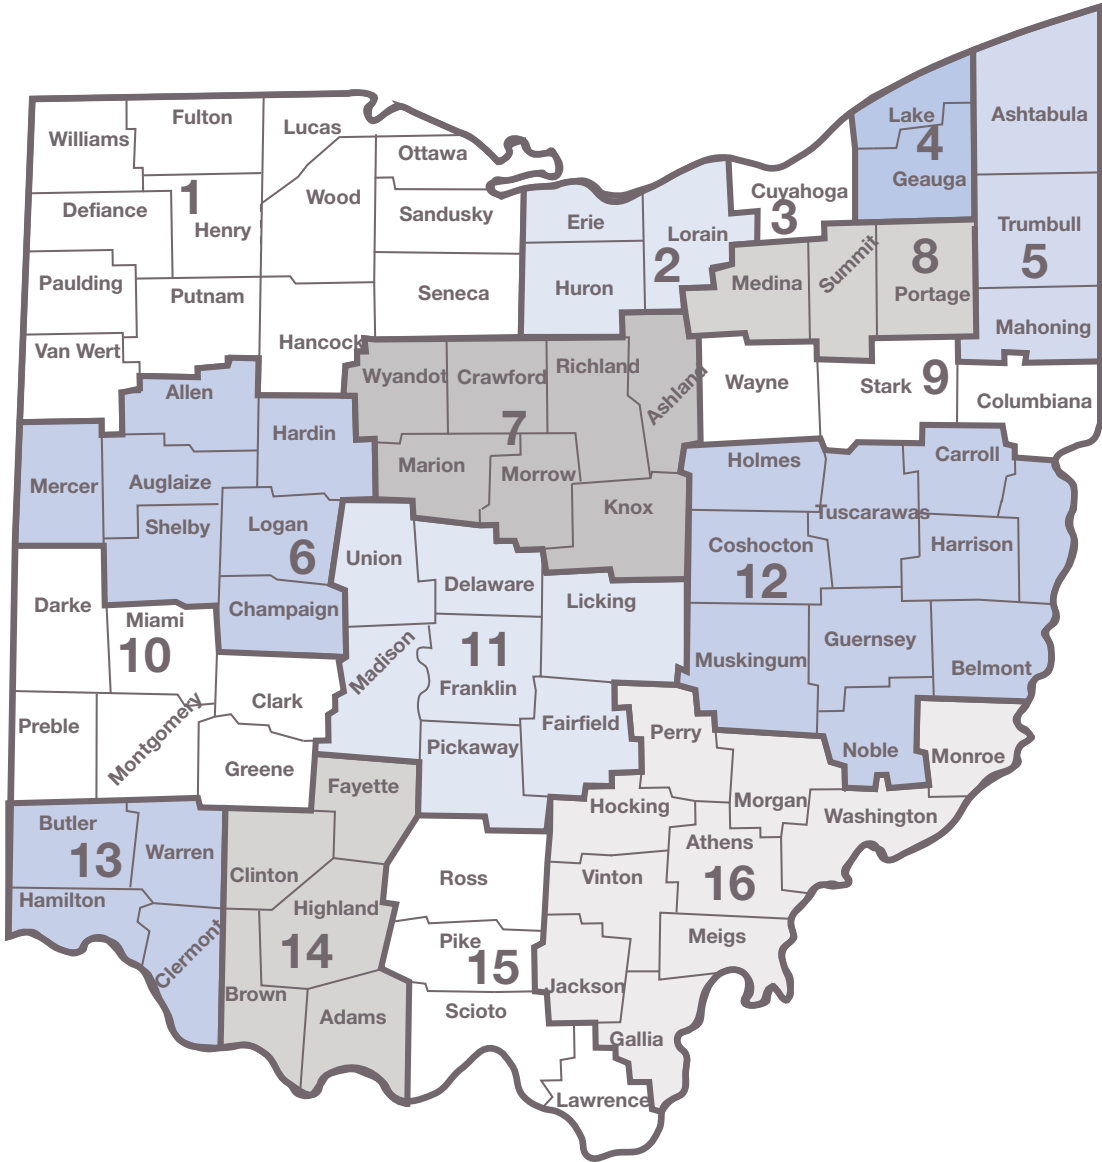 Williams
Fulton
Lucas
Ottawa
Defiance
1
Henry
Wood
Sandusky
Paulding
Putnam
Seneca
Van Wert
Hancock
Erie
Lorain
2
Huron
Cuyahoga
3
Lake
4
Geauga
Ashtabula
Trumbull
5
Mahoning
Medina
Summit
8
Portage
Wayne
Stark
9
Columbiana
Wyandot
Crawford
Richland
Ashland
7
Marion
Morrow
Knox
Allen
Hardin
Mercer
Auglaize
Shelby
Logan
6
Champaign
Holmes
Carroll
Tuscarawas
Coshocton
12
Harrison
Muskingum
Guernsey
Belmont
Noble
Union
Delaware
Licking
Madison
11
Franklin
Pickaway
Fairfield
Darke
Miami
10
Preble
Montgomery
Clark
Greene
Butler
13
Warren
Hamilton
Clermont
Fayette
Clinton
Highland
14
Brown
Adams
Ross
Pike
15
Scioto
Lawrence
Perry
Monroe
Hocking
Morgan
Washington
Athens
Vinton
16
Meigs
Jackson
Gallia